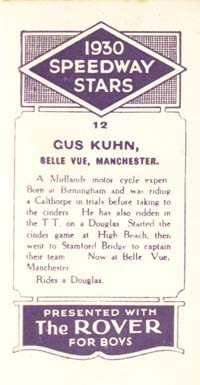 1930
SPEEDWAY
STARS
12
GUS KUHN,
BELLE VUE, MANCHESTER.
A Midlands motor cycle expert
Born at Birmingham and was riding
a Calthorpe in trials before taking to
the cinders He has also ridden in
the T T. on a Douglas Started the
cinder game at High Beach, then
went to Stamford Bridge to captain
their team Now at Belle Vue,
Manchester
Rides a Douglas.
PRESENTED WITH
The ROVER
FOR BOYS